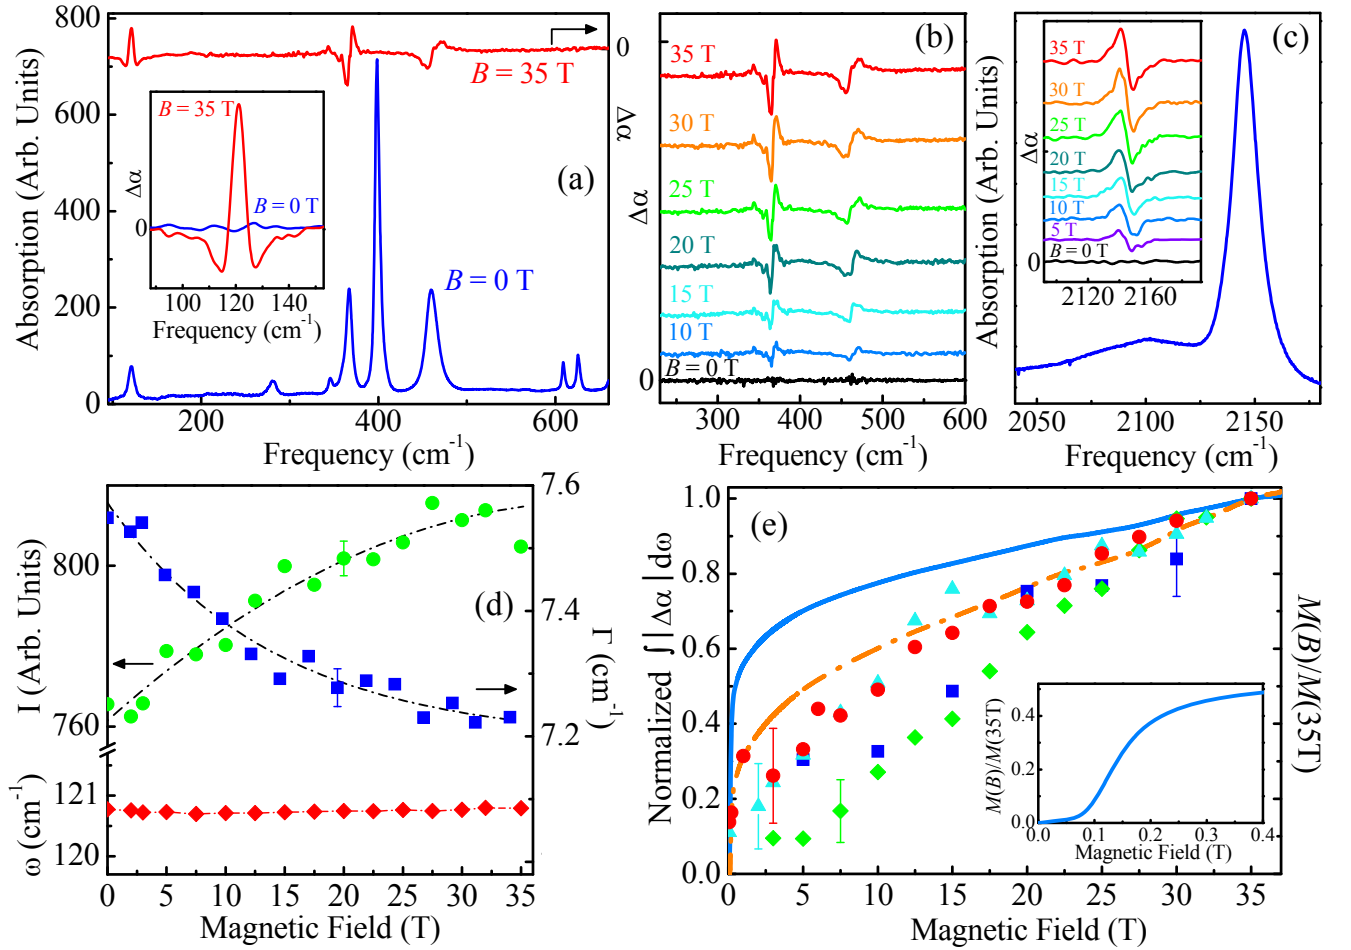 (a)
Absorption (Arb. Units)
800
700
800
400
200
0
B = 35 T
0
Δα
B = 0 T
200
400
600
Frequency (cm-1)
B = 35 T
Δα
0
B = 0 T
100
120
140
Frequency (cm-1)
(b)
Δα
35 T
30 T
25 T
20 T
15 T
10 T
B = 0 T
0
300
400
500
600
Frequency (cm-1)
(c)
Absorption (Arb. Units)
2050
2100
2150
Frequency (cm-1)
Δα
35 T
30 T
25 T
20 T
15 T
10 T
5 T
B = 0 T
0
2120
2160
(d)
I (Arb. Units)
800
760
ω (cm-1)
121
120
7.6
7.4
7.2
Γ (cm-1)
0
5
10
15
20
25
30
35
Magnetic Field (T)
(e)
Normalized ∫|Δα|dω
1.0
0.8
0.6
0.4
0.2
0.0
M(B)/M(35T)
0
5
10
15
20
25
30
35
Magnetic Field (T)
M(B)/M(35T)
0.4
0.2
0.0
0.0
0.1
0.2
0.3
0.4
Magnetic Field (T)